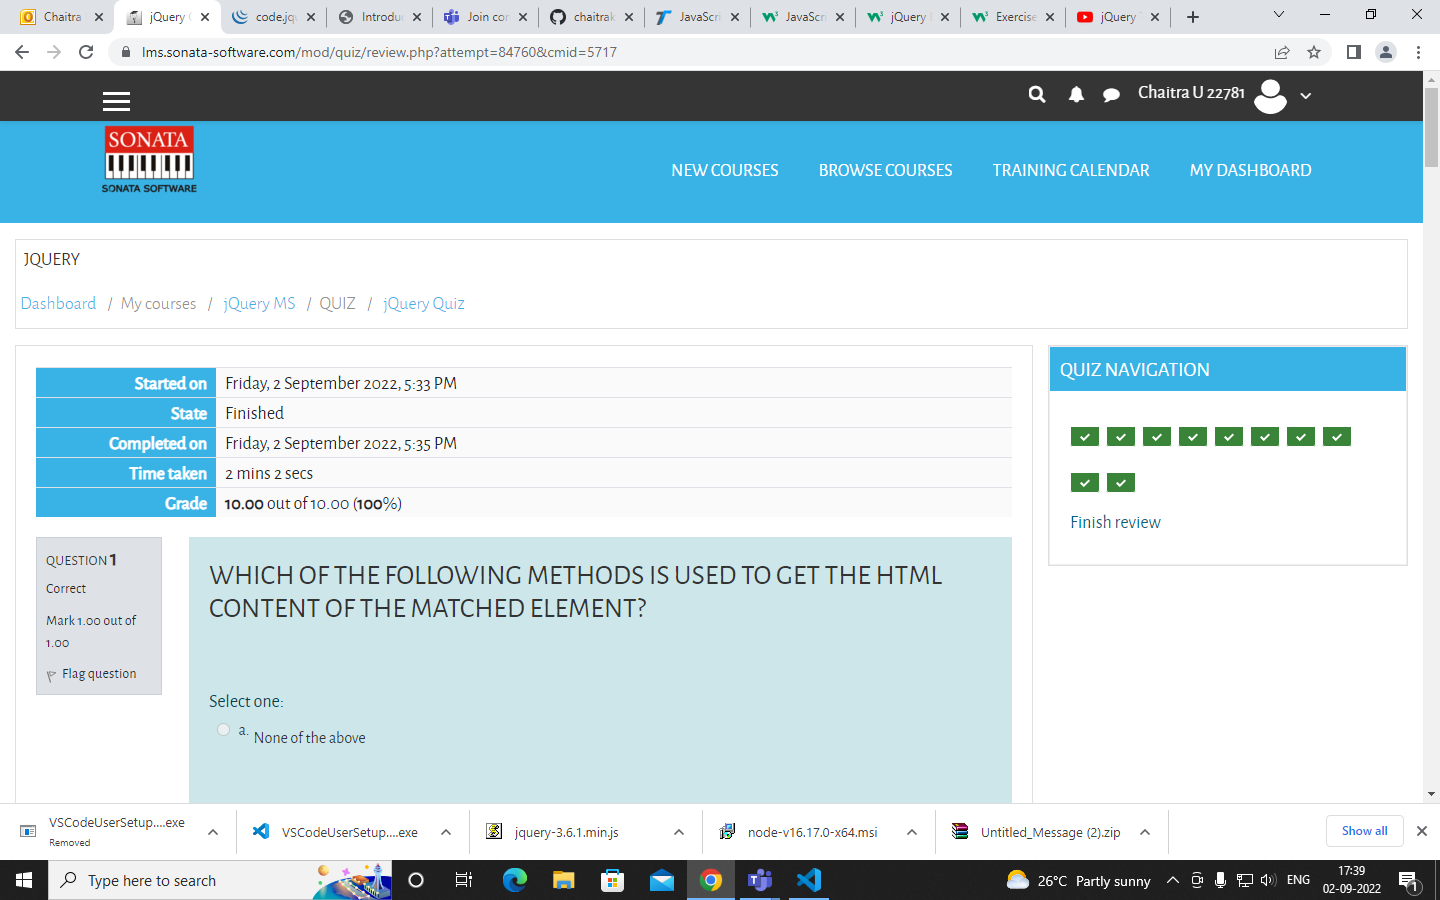 Chaitra
jQuery
code.jq
Introdu
Join con
chaitrak
JavaScri
JavaScri
jQuery
Exercise
jQuery
lms.sonata-software.com/mod/quiz/review.php?attempt=84760&cmid=5717
Chaitra U 22781
SONATA
SONATA SOFTWARE
NEW COURSES
BROWSE COURSES
TRAINING CALENDAR
MY DASHBOARD
JQUERY
Dashboard / My courses / jQuery MS / QUIZ / jQuery Quiz
Started on Friday, 2 September 2022, 5:33 PM
State Finished
Completed on Friday, 2 September 2022, 5:35 PM
Time taken 2 mins 2 secs
Grade 10.00 out of 10.00 (100%)
QUIZ NAVIGATION
Finish review
QUESTION 1
Correct
Mark 1.00 out of
1.00
Flag question
WHICH OF THE FOLLOWING METHODS IS USED TO GET THE HTML
CONTENT OF THE MATCHED ELEMENT?
Select one:
a. None of the above
VSCodeUserSetup....exe
Removed
VSCodeUserSetup....exe
jquery-3.6.1.min.js
node-v16.17.0-x64.msi
Untitled_Message (2).zip
Show all
Type here to search
26°C Partly sunny
ENG
17:39
02-09-2022
1